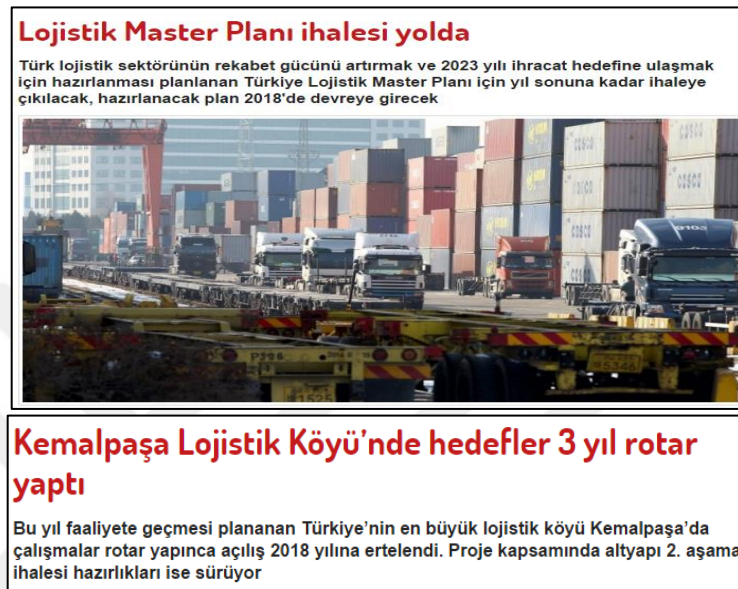 Lojistik Master Planı ihalesi yolda
Türk lojistik sektörünün rekabet gücünü artırmak ve 2023 yılı ihracat hedefine ulaşmak
için hazırlanması planlanan Türkiye Lojistik Master Planı için yıl sonuna kadar ihaleye
çıkılacak, hazırlanacak plan 2018'de devreye girecek
Kemalpaşa Lojistik Köyü’nde hedefler 3 yıl rotar
yaptı
Bu yıl faaliyete geçmesi plananan Türkiye’nin en büyük lojistik köyü Kemalpaşa’da
çalışmalar rotar yapınca açılış 2018 yılına ertelendi. Proje kapsamında altyapı 2. aşama
ihalesi hazırlıkları ise sürüyor